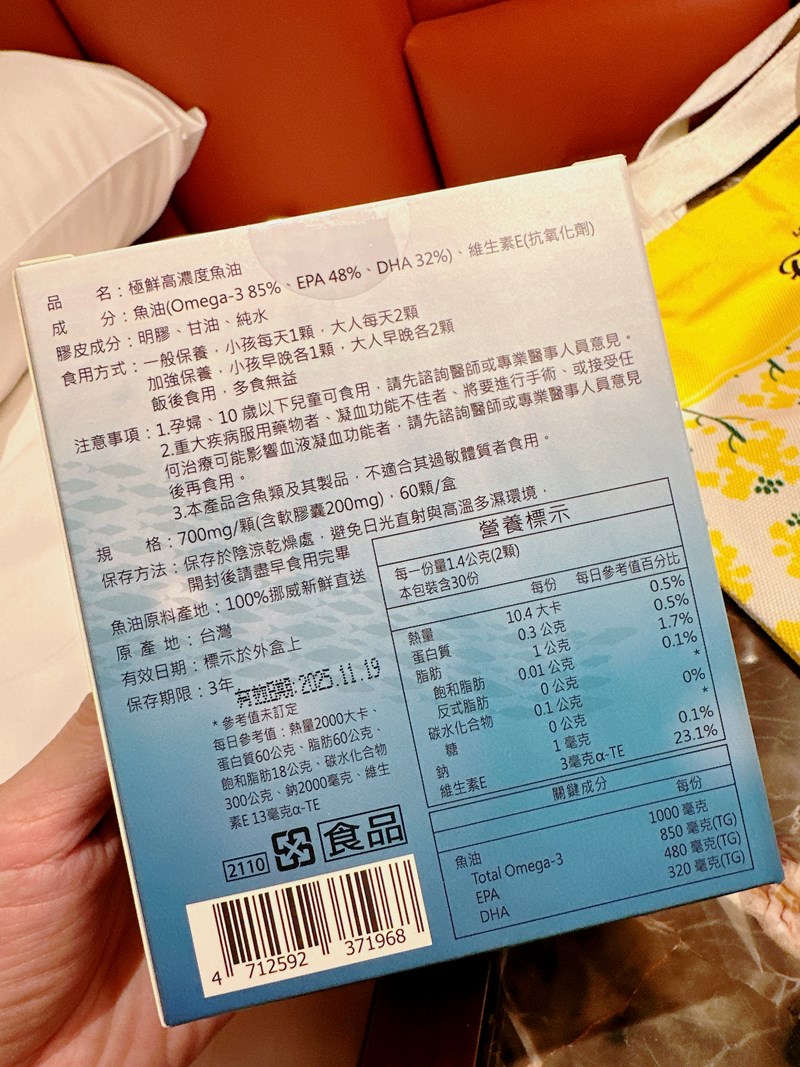 品　　名：極鮮高濃度魚油
成　　分：魚油(Omega-3 85%、EPA 48%、DHA 32%)、維生素E(抗氧化劑)
膠皮成分：明膠、甘油、純水
食用方式：一般保養，小孩每天1顆，大人每天2顆
加強保養，小孩早晚各1顆，大人早晚各2顆
飯後食用，多食無益
注意事項：1.孕婦、10 歲以下兒童可食用，請先諮詢醫師或專業醫事人員意見。
2.重大疾病服用藥物者、凝血功能不佳者、將要進行手術、或接受任
何治療可能影響血液凝血功能者，請先諮詢醫師或專業醫事人員意見
後再食用。
3.本產品含魚類及其製品，不適合其過敏體質者食用。
規　　格：700mg/顆(含軟膠囊200mg)，60顆/盒
保存方法：保存於陰涼乾燥處，避免日光直射與高溫多濕環境，
開封後請盡早食用完畢
魚油原料產地：100%挪威新鮮直送
原 產 地：台灣
有效日期：標示於外盒上
保存期限：3年
有效日期:2025.11.19
*參考值未訂定
每日參考值：熱量2000大卡、
蛋白質60公克、脂肪60公克、
飽和脂肪18公克、碳水化合物
300公克、鈉2000毫克、維生
素E 13毫克α-TE
2110 食品
4 712592 371968
營養標示
每一份量1.4公克(2顆)
本包裝含30份
每份 每日參考值百分比
熱量 10.4 大卡 0.5%
蛋白質 0.3 公克 0.5%
脂肪 1 公克 1.7%
飽和脂肪 0.01 公克 0.1%
反式脂肪 0 公克 *
碳水化合物 0.1 公克 0%
糖 0 公克 *
鈉 1 毫克 0.1%
維生素E 3毫克α-TE 23.1%
關鍵成分 每份
魚油 1000 毫克
Total Omega-3 850 毫克(TG)
EPA 480 毫克(TG)
DHA 320 毫克(TG)